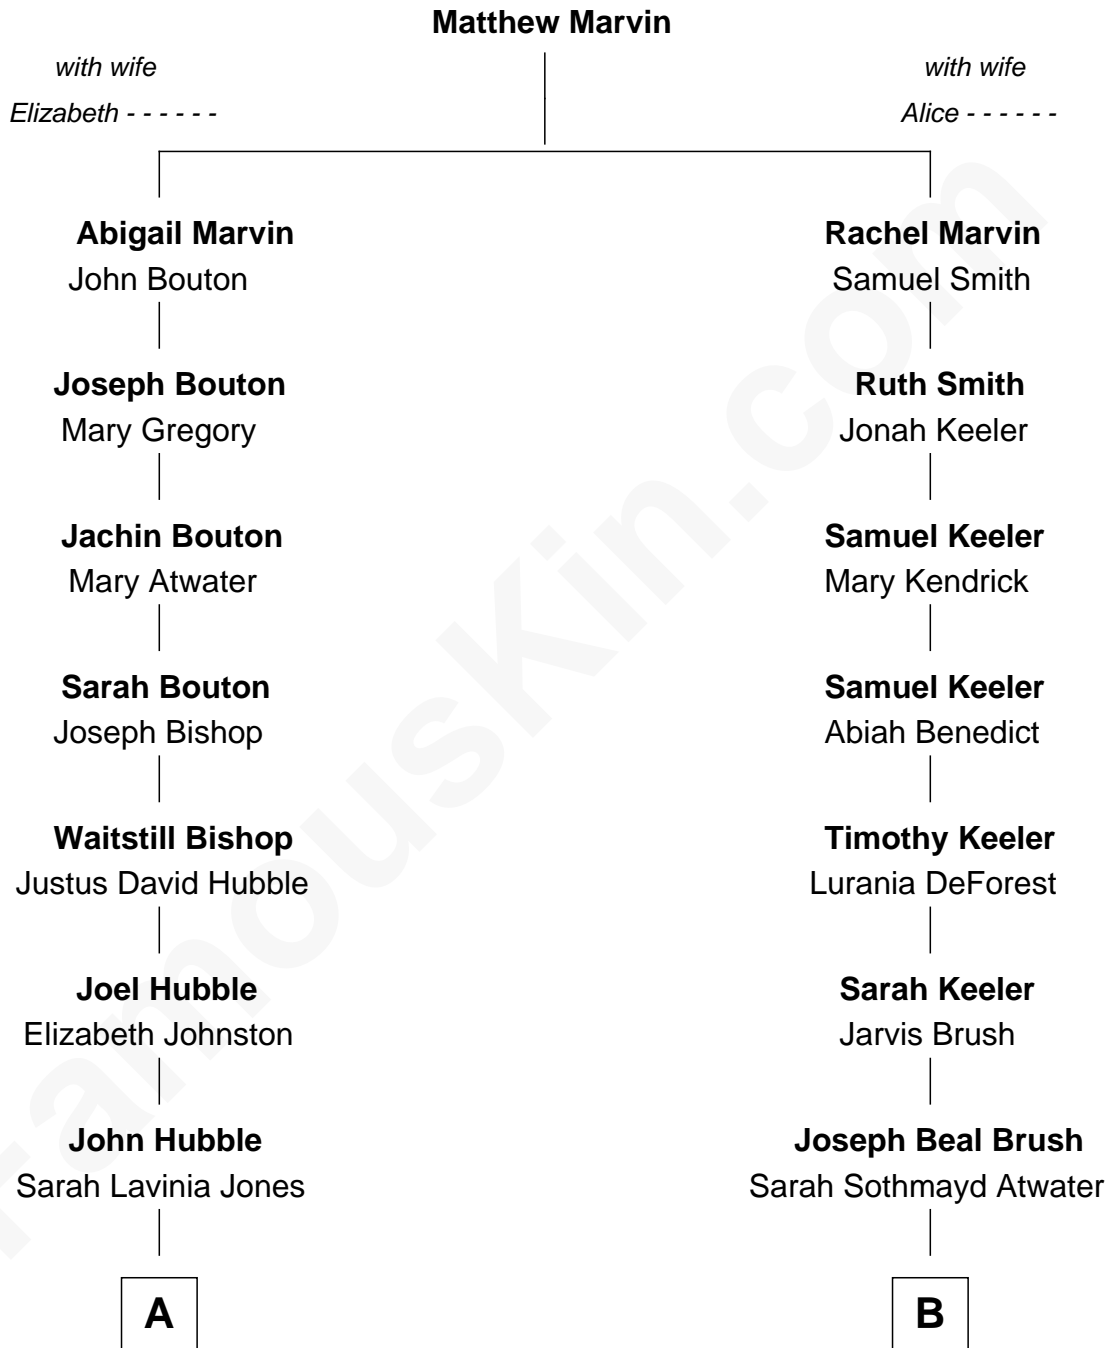 Matthew Marvin
with wife
Elizabeth - - - - - -
with wife
Alice - - - - - -
Abigail Marvin
John Bouton
Rachel Marvin
Samuel Smith
Joseph Bouton
Mary Gregory
Ruth Smith
Jonah Keeler
Jachin Bouton
Mary Atwater
Samuel Keeler
Mary Kendrick
Sarah Bouton
Joseph Bishop
Samuel Keeler
Abiah Benedict
Waitstill Bishop
Justus David Hubble
Timothy Keeler
Lurania DeForest
Joel Hubble
Elizabeth Johnston
Sarah Keeler
Jarvis Brush
John Hubble
Sarah Lavinia Jones
Joseph Beal Brush
Sarah Sothmayd Atwater
A
B
FamousKin.com